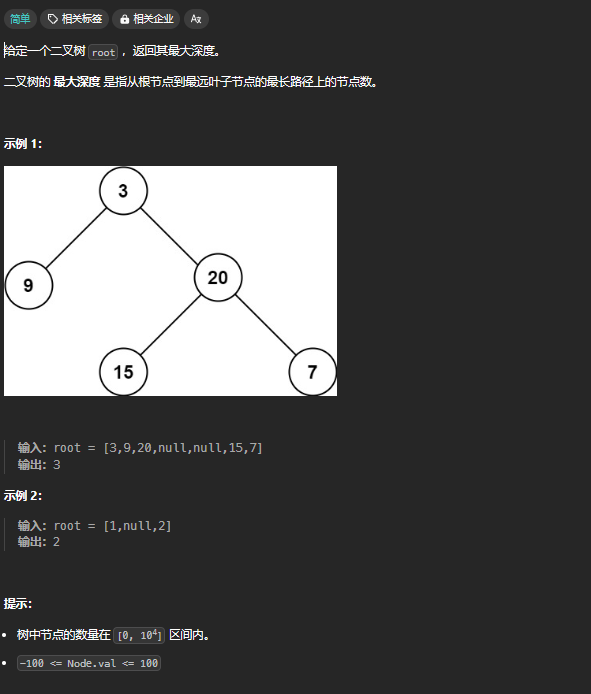 简单 相关标签 相关企业 Az
给定一个二叉树 root ，返回其最大深度。
二叉树的 最大深度 是指从根节点到最远叶子节点的最长路径上的节点数。
示例 1：
3
9
20
15
7
输入：root = [3,9,20,null,null,15,7]
输出：3
示例 2：
输入：root = [1,null,2]
输出：2
提示：
• 树中节点的数量在 [0, 10⁴] 区间内。
• -100 <= Node.val <= 100